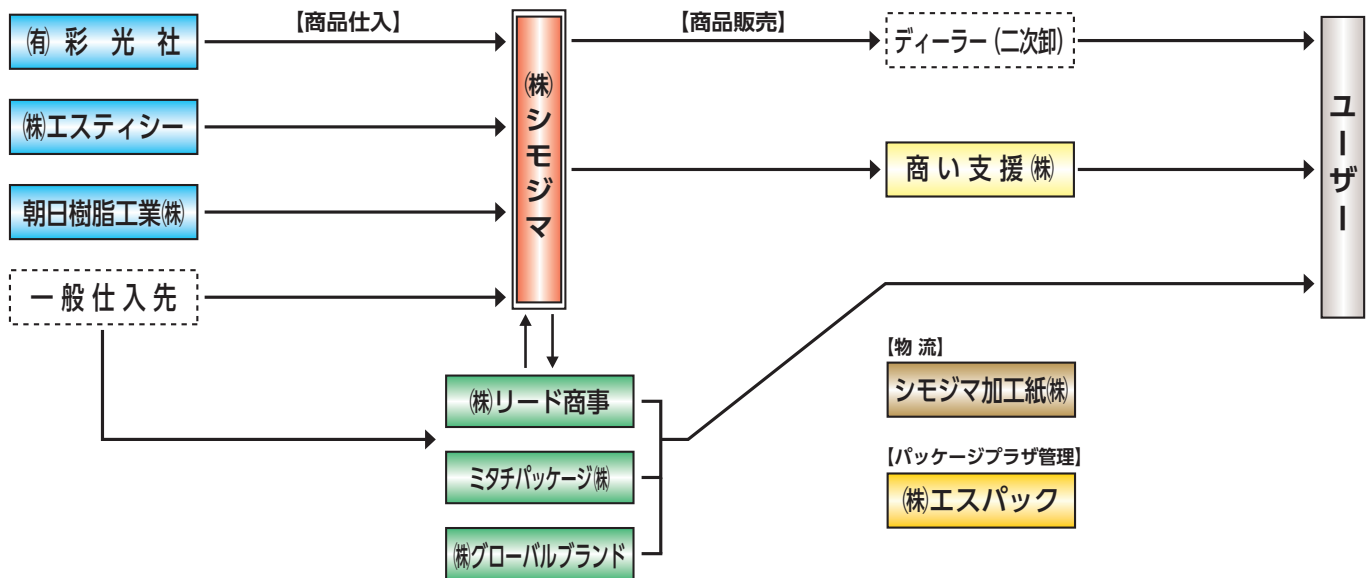 【商品仕入】
【商品販売】
㈲ 彩光社
㈱エスティシー
朝日樹脂工業㈱
一般仕入先
㈱シモジマ
ディーラー(二次卸)
商い支援㈱
ユーザー
㈱リード商事
ミタチパッケージ㈱
㈱グローバルブランド
【物 流】
シモジマ加工紙㈱
【パッケージプラザ管理】
㈱エスパック